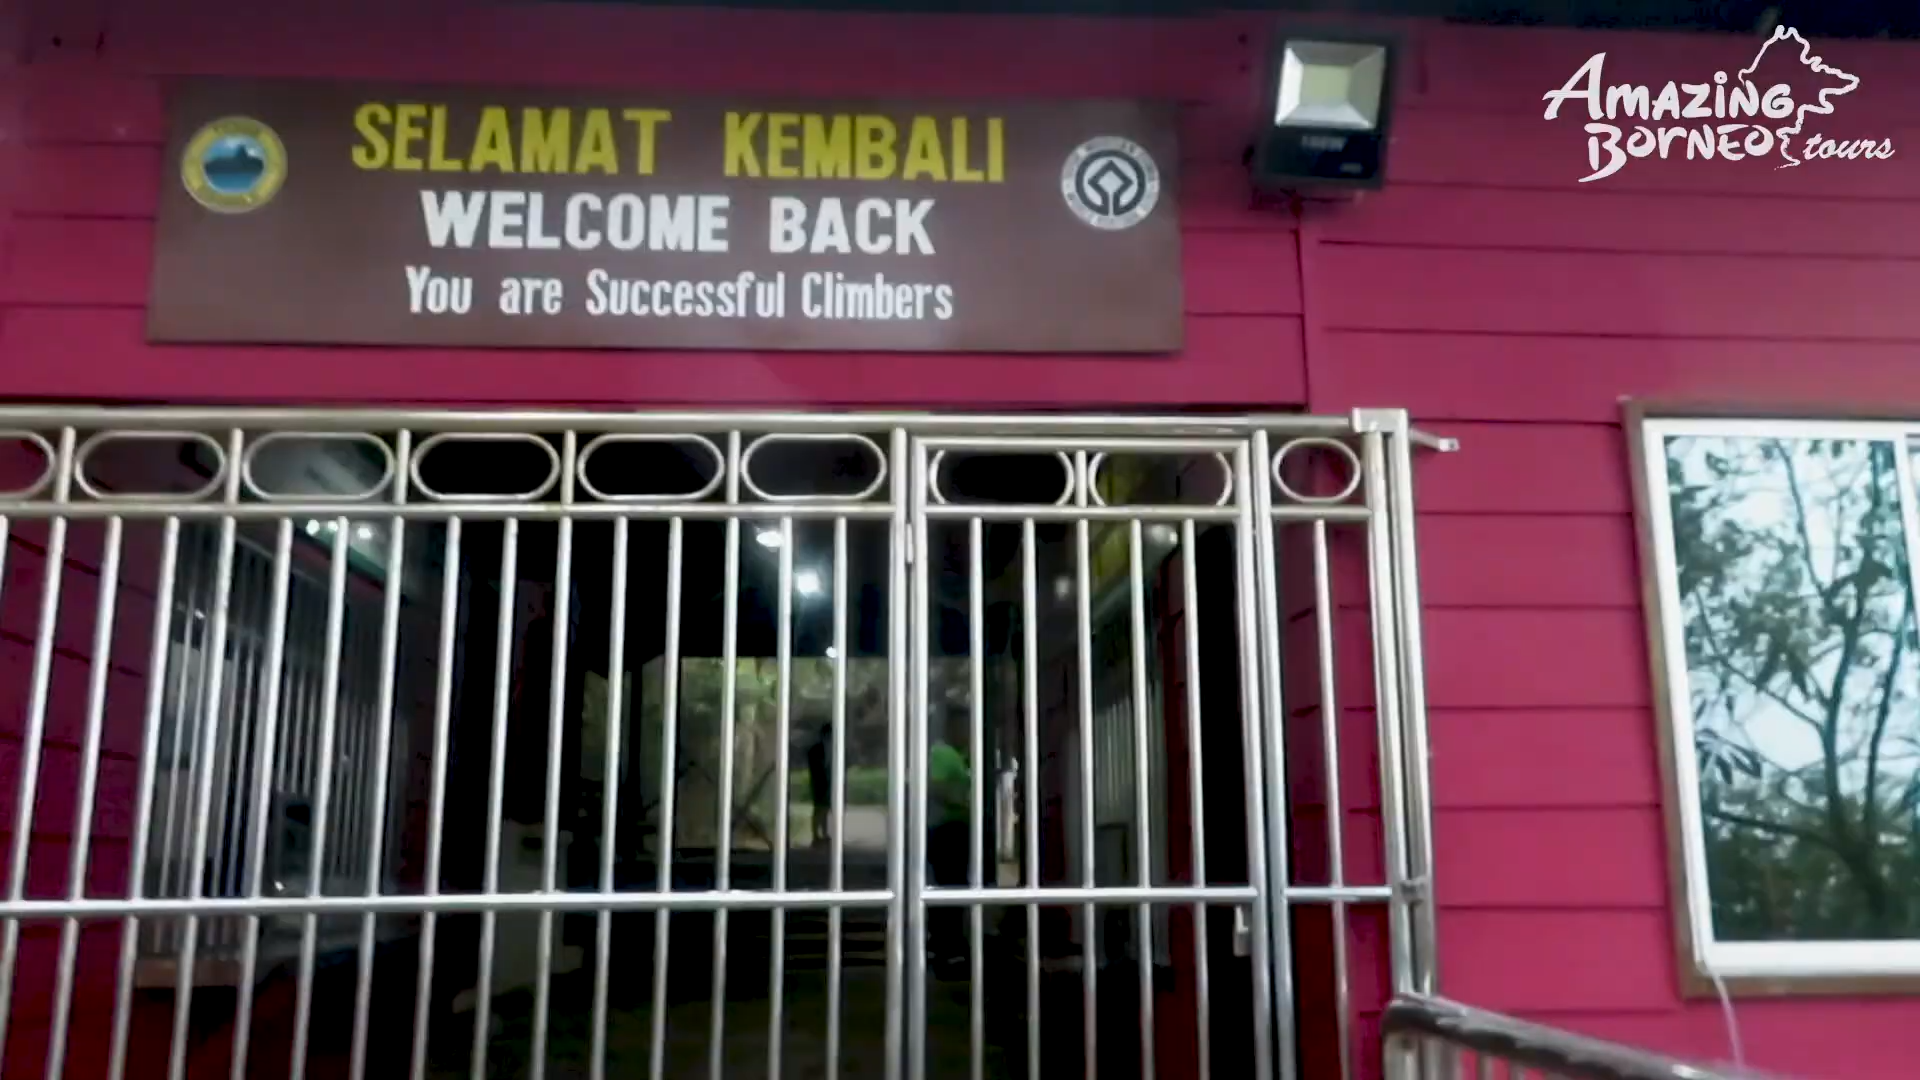 SELAMAT KEMBALI
WELCOME BACK
You are Successful Climbers
AMAZING
BORNEO tours